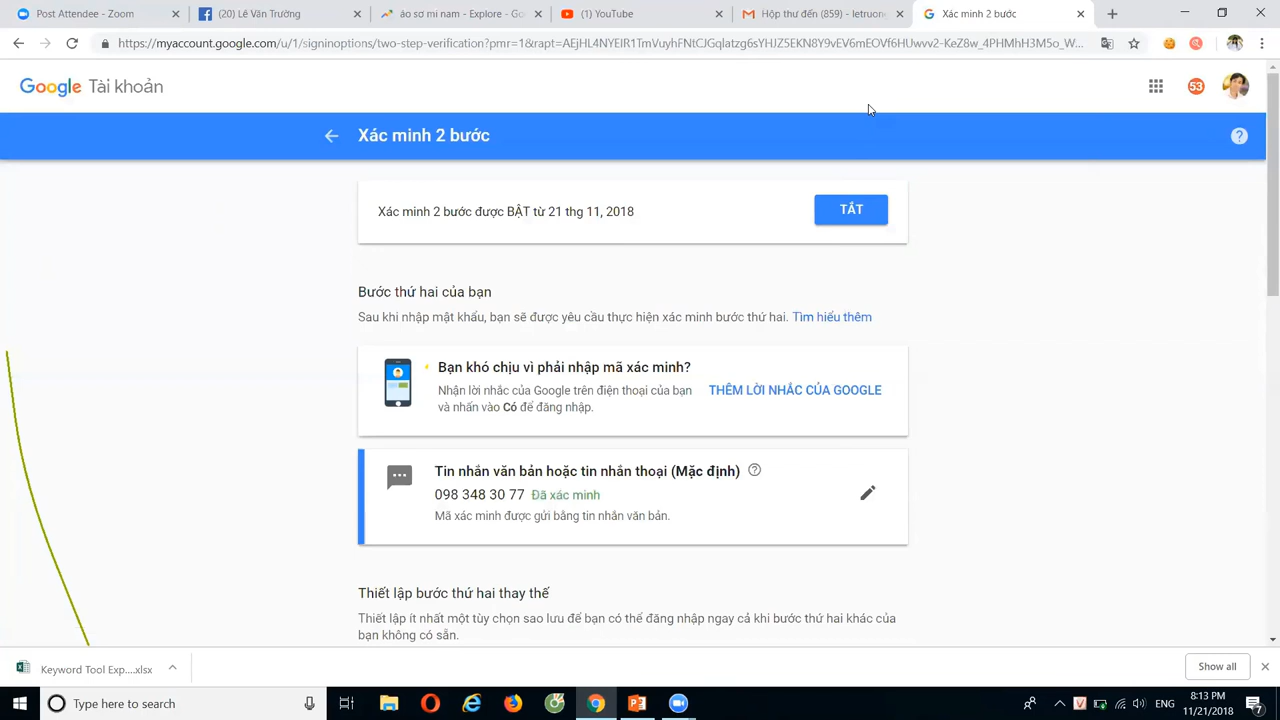 Post Attendee - Zoom
(20) Lê Văn Trường
áo sơ mi nam - Explore - Go
(1) YouTube
Hộp thư đến (859) - letruong
Xác minh 2 bước
https://myaccount.google.com/u/1/signinoptions/two-step-verification?pmr=1&rapt=AEjHL4NYEIR1TmVuyhFNtCJGqlatzg6sYHJZ5EKN8Y9vEV6mEOVf6HUwvv2-KeZ8w_4PHMhH3M5o_W...
Google Tài khoản
53
Xác minh 2 bước
Xác minh 2 bước được BẬT từ 21 thg 11, 2018
TẮT
Bước thứ hai của bạn
Sau khi nhập mật khẩu, bạn sẽ được yêu cầu thực hiện xác minh bước thứ hai. Tìm hiểu thêm
Bạn khó chịu vì phải nhập mã xác minh?
Nhận lời nhắc của Google trên điện thoại của bạn
và nhấn vào Có để đăng nhập.
THÊM LỜI NHẮC CỦA GOOGLE
Tin nhắn văn bản hoặc tin nhắn thoại (Mặc định)
098 348 30 77 Đã xác minh
Mã xác minh được gửi bằng tin nhắn văn bản.
Thiết lập bước thứ hai thay thế
Thiết lập ít nhất một tùy chọn sao lưu để bạn có thể đăng nhập ngay cả khi bước thứ hai khác của
bạn không có sẵn.
Keyword Tool Exp....xlsx
Show all
Type here to search
ENG
8:13 PM
11/21/2018
7